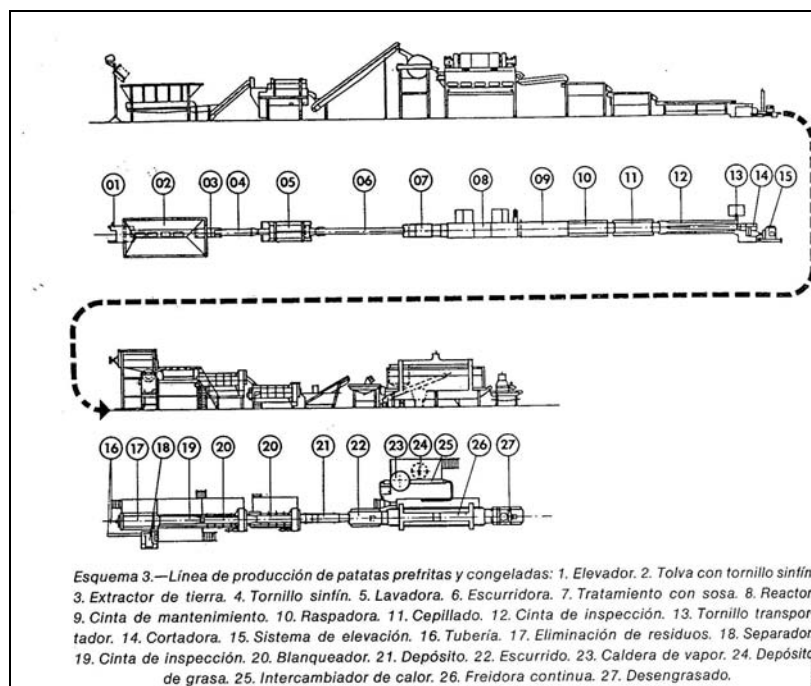 01 02 03 04 05 06 07 08 09 10 11 12 13 14 15
16 17 18 19 20 20 21 22 23 24 25 26 27
Esquema 3.—Línea de producción de patatas prefritas y congeladas: 1. Elevador. 2. Tolva con tornillo sinfín
3. Extractor de tierra. 4. Tornillo sinfín. 5. Lavadora. 6. Escurridora. 7. Tratamiento con sosa. 8. Reactor
9. Cinta de mantenimiento. 10. Raspadora. 11. Cepillado. 12. Cinta de inspección. 13. Tornillo transpor-
tador. 14. Cortadora. 15. Sistema de elevación. 16. Tubería. 17. Eliminación de residuos. 18. Separador
19. Cinta de inspección. 20. Blanqueador. 21. Depósito. 22. Escurrido. 23. Caldera de vapor. 24. Depósito
de grasa. 25. Intercambiador de calor. 26. Freidora continua. 27. Desengrasado.